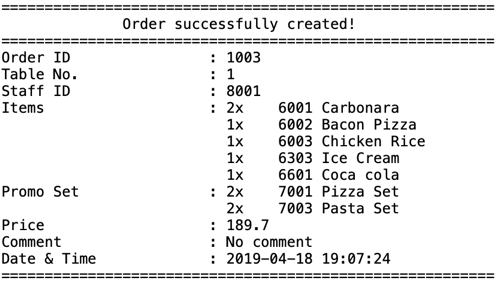 =========================================================
Order successfully created!
=========================================================
Order ID : 1003
Table No. : 1
Staff ID : 8001
Items : 2x 6001 Carbonara
1x 6002 Bacon Pizza
1x 6003 Chicken Rice
1x 6303 Ice Cream
1x 6601 Coca cola
Promo Set : 2x 7001 Pizza Set
2x 7003 Pasta Set
Price : 189.7
Comment : No comment
Date & Time : 2019-04-18 19:07:24
=========================================================